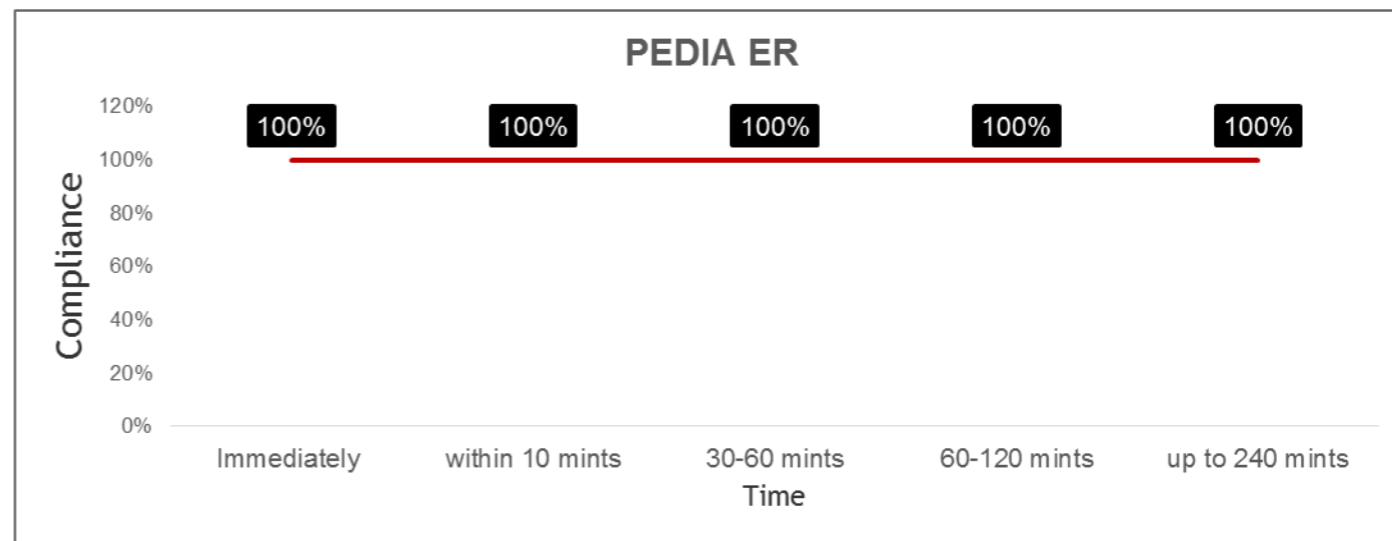 PEDIA ER
120%
100%
80%
60%
40%
20%
0%
Compliance
100% 100% 100% 100% 100%
Immediately within 10 mints 30-60 mints 60-120 mints up to 240 mints
Time